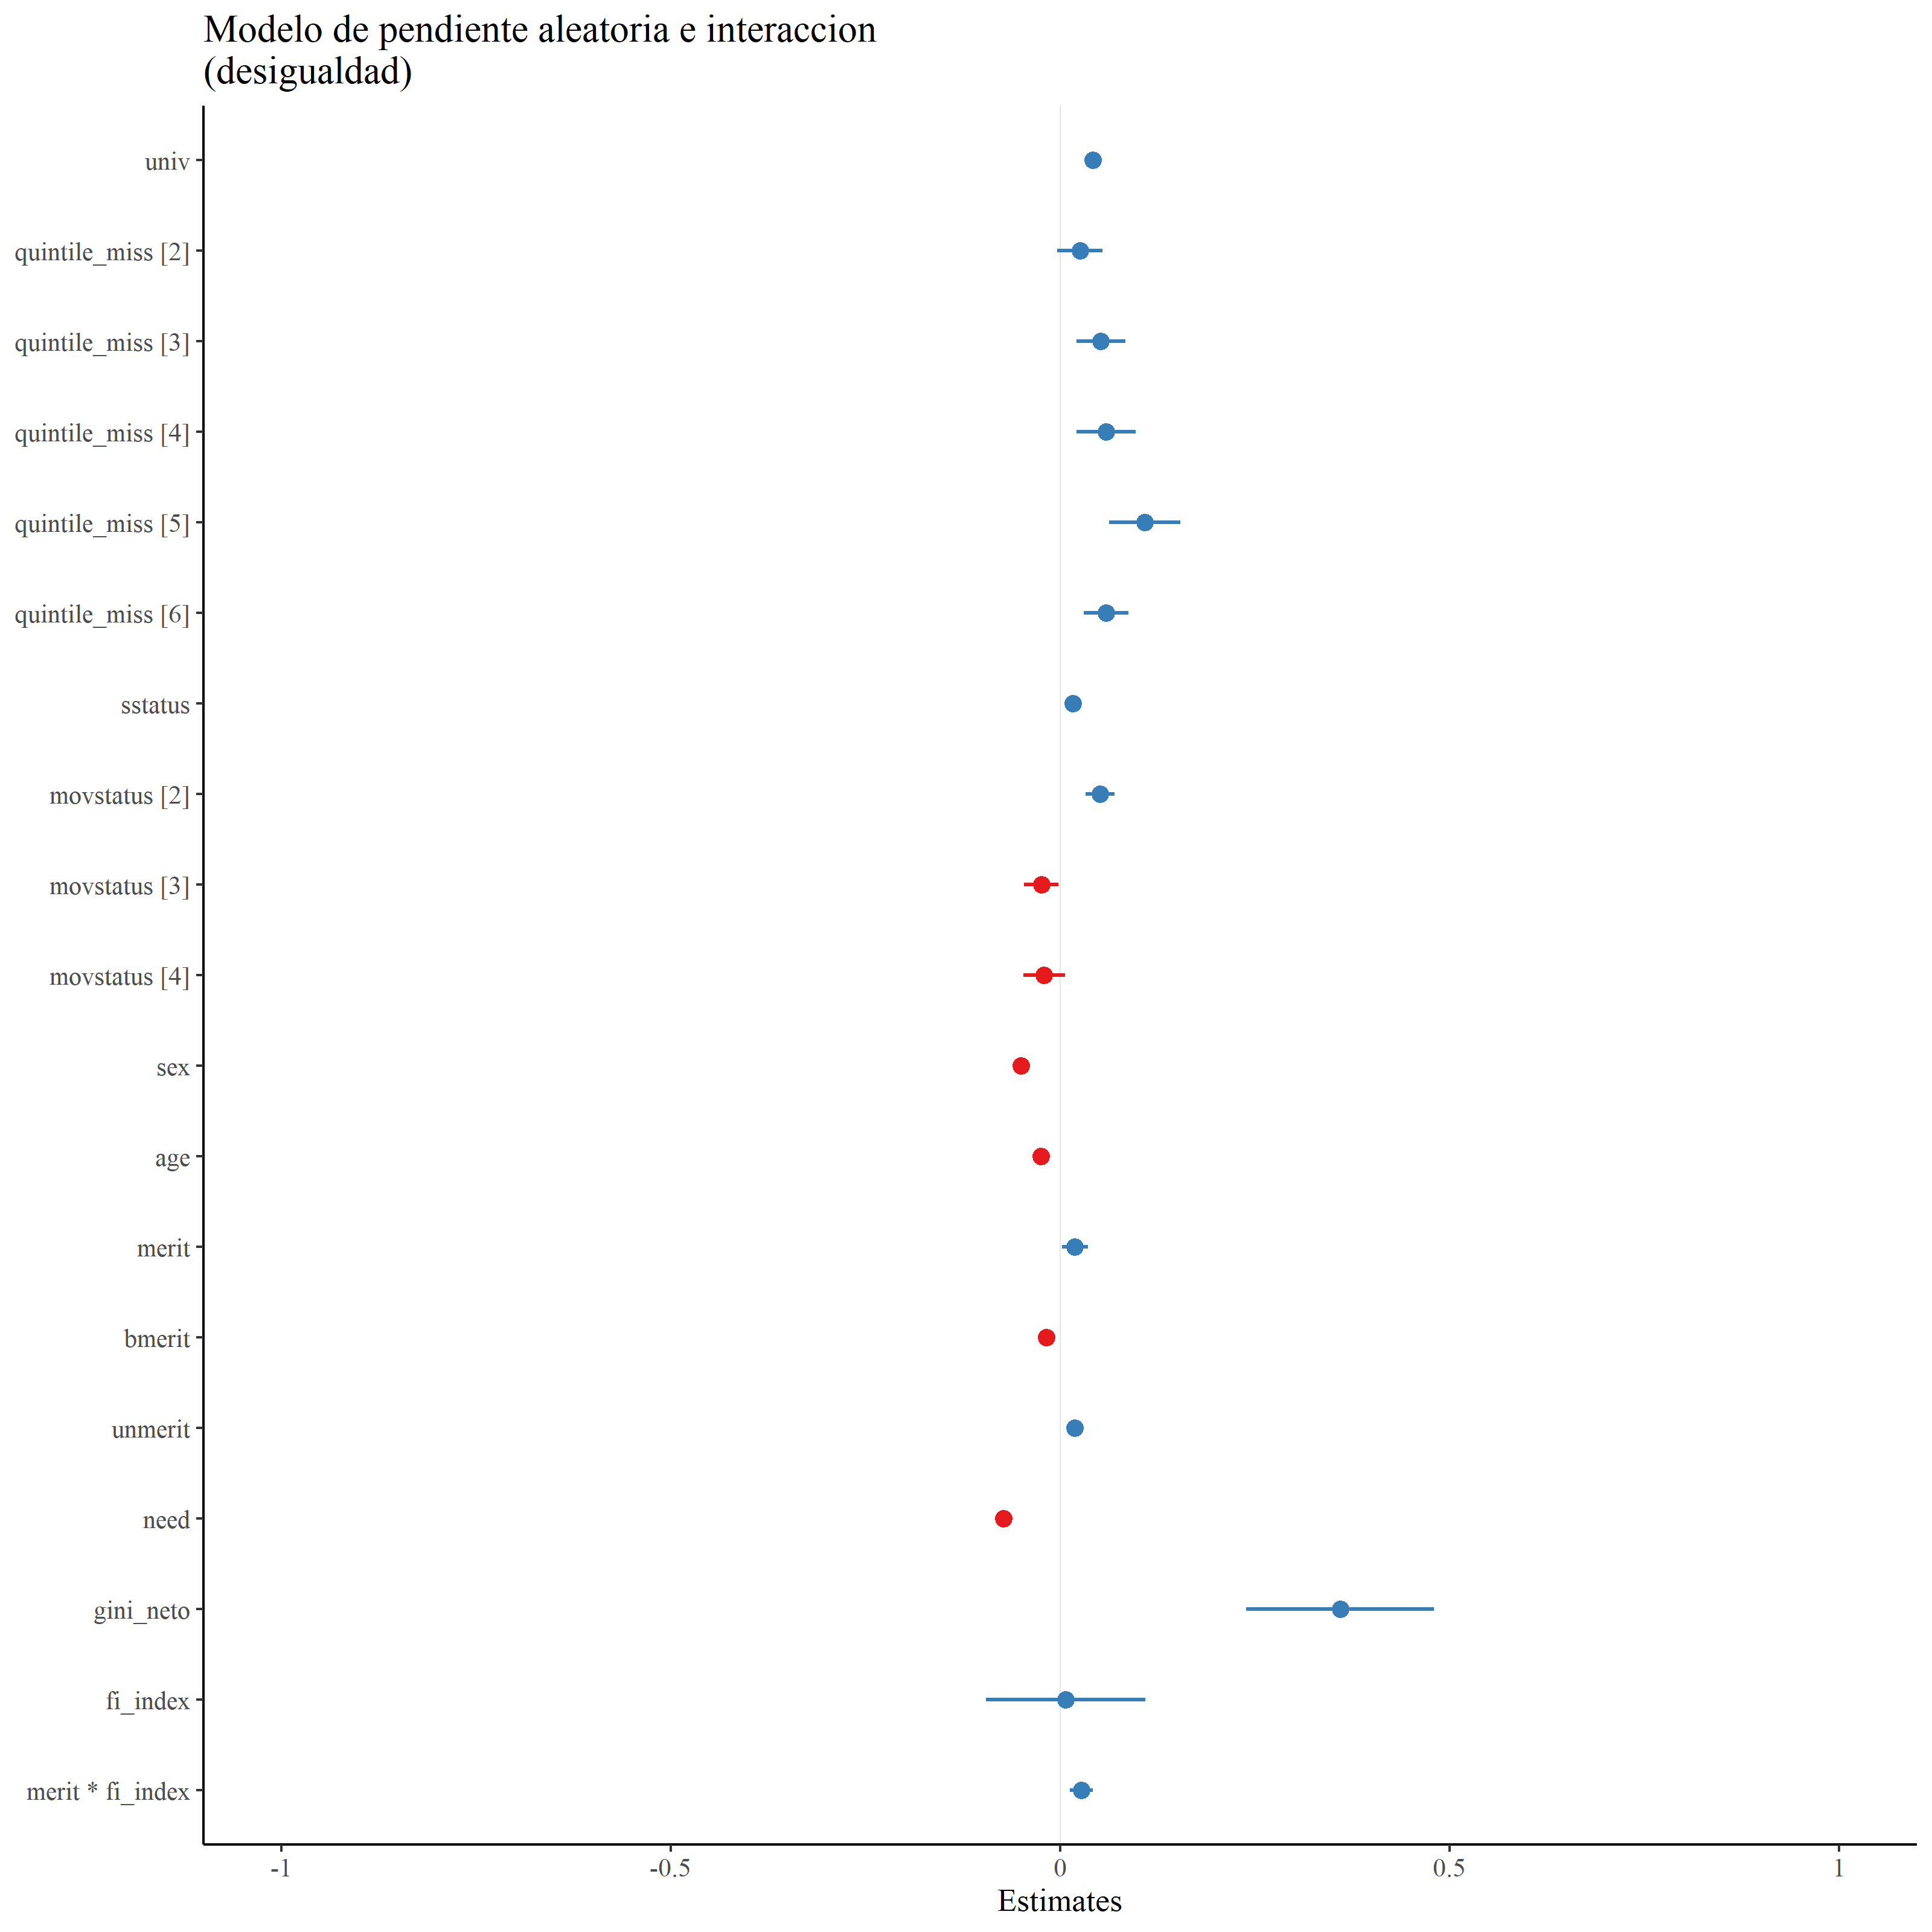 Modelo de pendiente aleatoria e interaccion
(desigualdad)
univ
quintile_miss [2]
quintile_miss [3]
quintile_miss [4]
quintile_miss [5]
quintile_miss [6]
sstatus
movstatus [2]
movstatus [3]
movstatus [4]
sex
age
merit
bmerit
unmerit
need
gini_neto
fi_index
merit * fi_index
-1 -0.5 0 0.5 1
Estimates